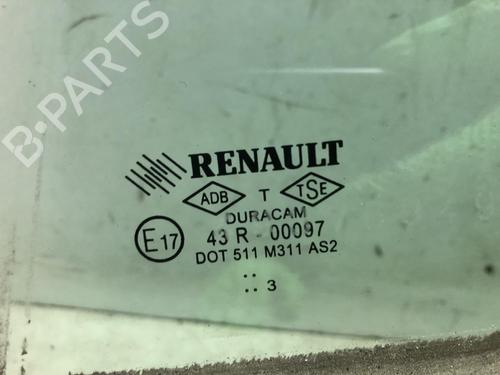 B-PARTS
RENAULT
ADB T TSE
DURACAM
E17 43 R - 00097
DOT 511 M311 AS2
:: 3